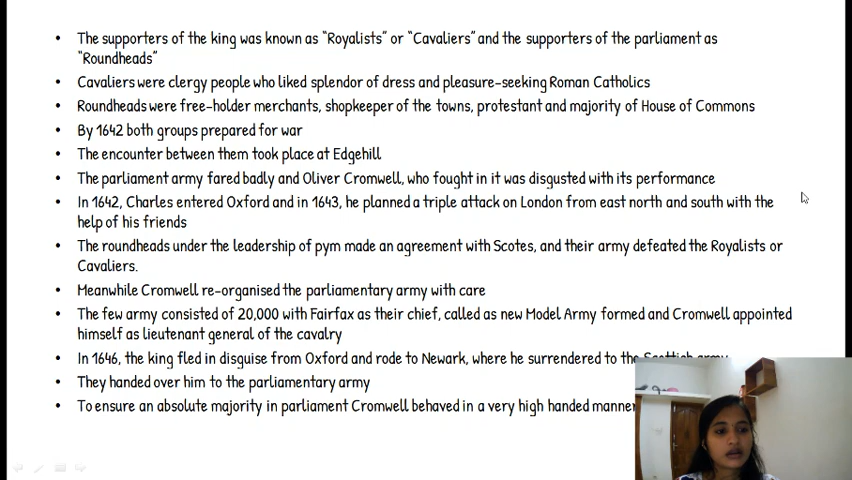 • The supporters of the king was known as “Royalists” or “Cavaliers” and the supporters of the parliament as
“Roundheads”
• Cavaliers were clergy people who liked splendor of dress and pleasure-seeking Roman Catholics
• Roundheads were free-holder merchants, shopkeeper of the towns, protestant and majority of House of Commons
• By 1642 both groups prepared for war
• The encounter between them took place at Edgehill
• The parliament army fared badly and Oliver Cromwell, who fought in it was disgusted with its performance
• In 1642, Charles entered Oxford and in 1643, he planned a triple attack on London from east north and south with the
help of his friends
• The roundheads under the leadership of pym made an agreement with Scotes, and their army defeated the Royalists or
Cavaliers.
• Meanwhile Cromwell re-organised the parliamentary army with care
• The few army consisted of 20,000 with Fairfax as their chief, called as new Model Army formed and Cromwell appointed
himself as lieutenant general of the cavalry
• In 1646, the king fled in disguise from Oxford and rode to Newark, where he surrendered to the Scottish army
• They handed over him to the parliamentary army
• To ensure an absolute majority in parliament Cromwell behaved in a very high handed manner